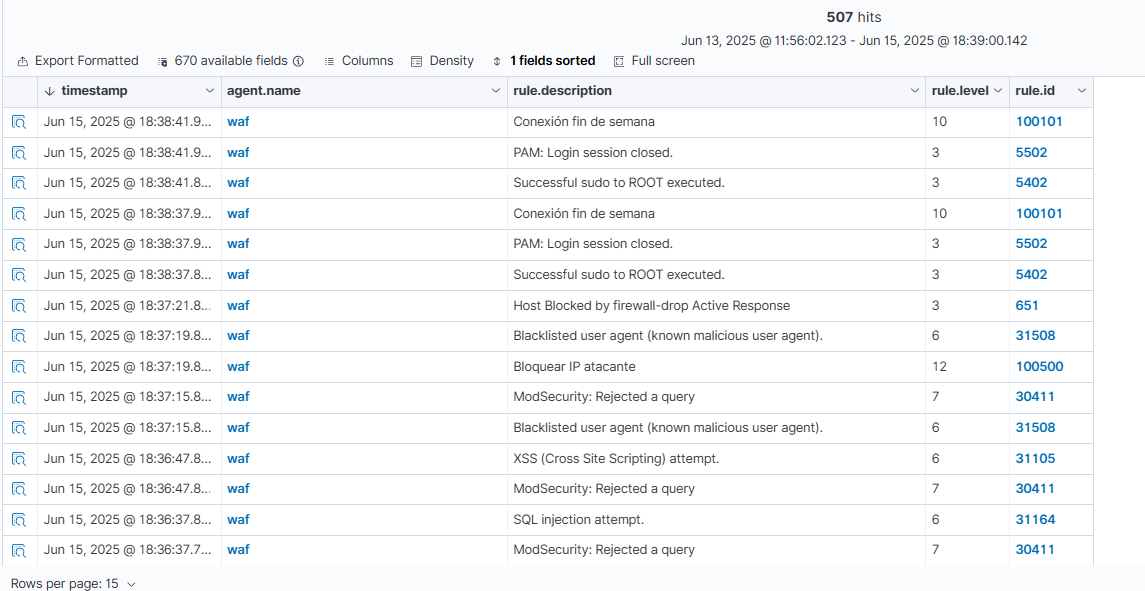 507 hits
Jun 13, 2025 @ 11:56:02.123 - Jun 15, 2025 @ 18:39:00.142
Export Formatted 670 available fields Columns Density 1 fields sorted Full screen
timestamp agent.name rule.description rule.level rule.id
Jun 15, 2025 @ 18:38:41.9... waf Conexión fin de semana 10 100101
Jun 15, 2025 @ 18:38:41.9... waf PAM: Login session closed. 3 5502
Jun 15, 2025 @ 18:38:41.8... waf Successful sudo to ROOT executed. 3 5402
Jun 15, 2025 @ 18:38:37.9... waf Conexión fin de semana 10 100101
Jun 15, 2025 @ 18:38:37.9... waf PAM: Login session closed. 3 5502
Jun 15, 2025 @ 18:38:37.8... waf Successful sudo to ROOT executed. 3 5402
Jun 15, 2025 @ 18:37:21.8... waf Host Blocked by firewall-drop Active Response 3 651
Jun 15, 2025 @ 18:37:19.8... waf Blacklisted user agent (known malicious user agent). 6 31508
Jun 15, 2025 @ 18:37:19.8... waf Bloquear IP atacante 12 100500
Jun 15, 2025 @ 18:37:15.8... waf ModSecurity: Rejected a query 7 30411
Jun 15, 2025 @ 18:37:15.8... waf Blacklisted user agent (known malicious user agent). 6 31508
Jun 15, 2025 @ 18:36:47.8... waf XSS (Cross Site Scripting) attempt. 6 31105
Jun 15, 2025 @ 18:36:47.8... waf ModSecurity: Rejected a query 7 30411
Jun 15, 2025 @ 18:36:37.8... waf SQL injection attempt. 6 31164
Jun 15, 2025 @ 18:36:37.7... waf ModSecurity: Rejected a query 7 30411
Rows per page: 15